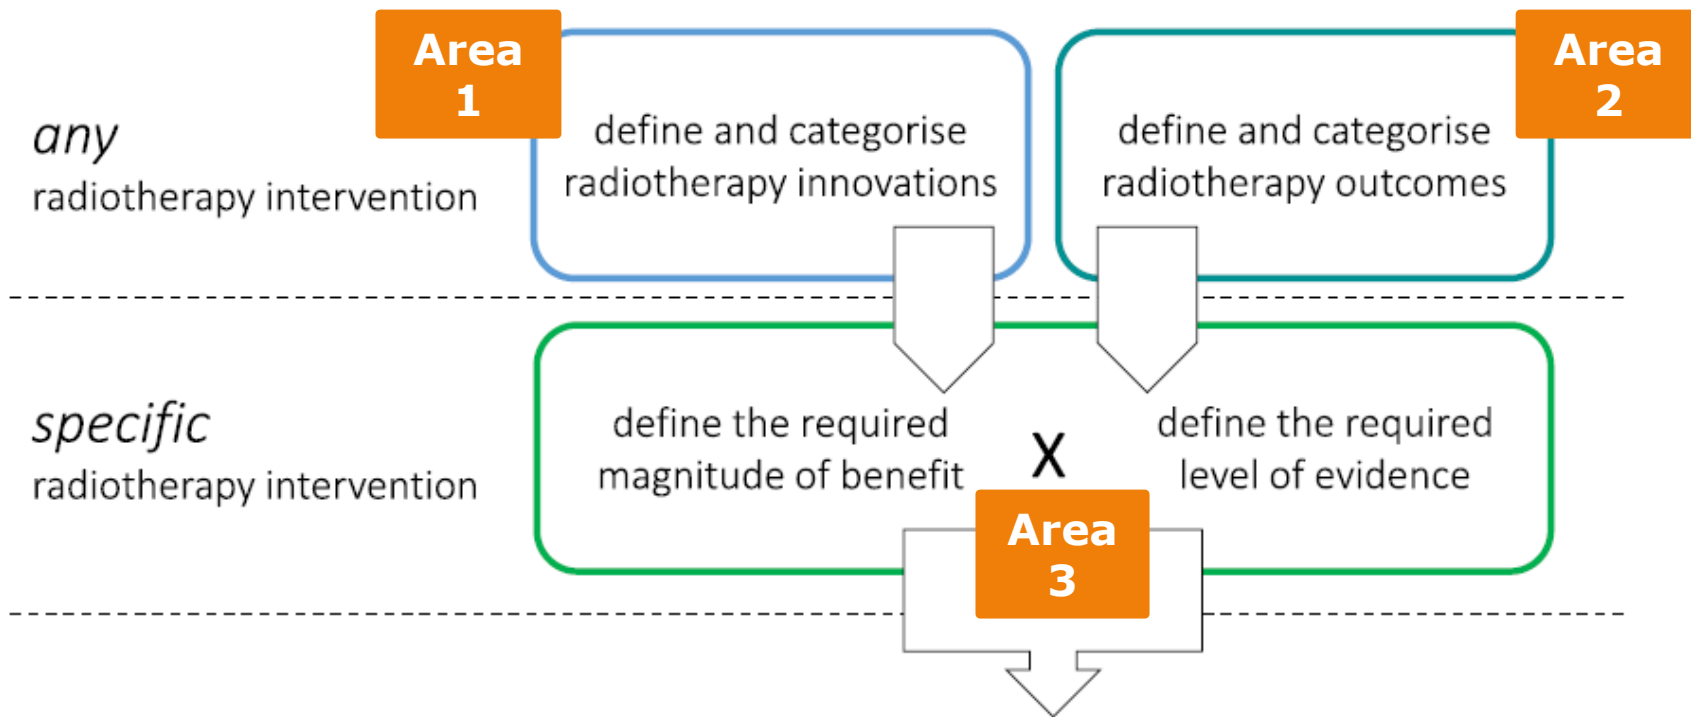 Area
1
Area
2
any
radiotherapy intervention
define and categorise
radiotherapy innovations
define and categorise
radiotherapy outcomes
specific
radiotherapy intervention
define the required
magnitude of benefit
X
define the required
level of evidence
Area
3